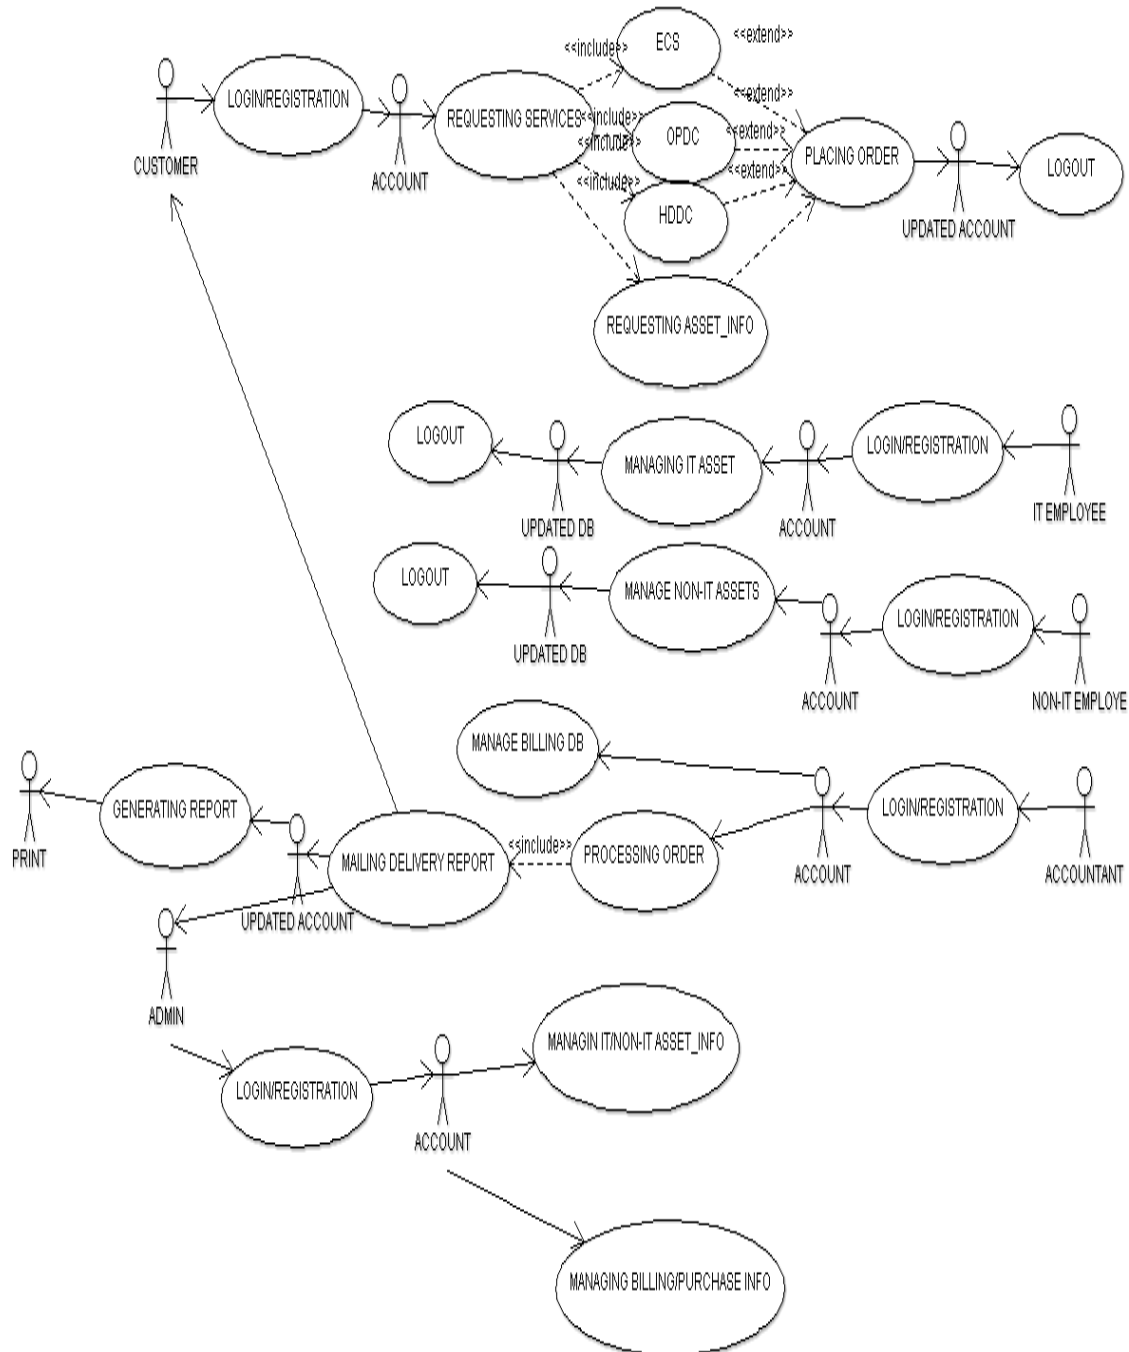 ECS
<<extend>>
<<include>>
LOGIN/REGISTRATION
<<extend>>
REQUESTING SERVICES
<<include>>
OPDC
<<extend>>
<<include>>
PLACING ORDER
LOGOUT
CUSTOMER
ACCOUNT
<<include>>
<<extend>>
HDDC
UPDATED ACCOUNT
REQUESTING ASSET_INFO
LOGOUT
MANAGING IT ASSET
LOGIN/REGISTRATION
UPDATED DB
ACCOUNT
IT EMPLOYEE
LOGOUT
MANAGE NON-IT ASSETS
LOGIN/REGISTRATION
UPDATED DB
ACCOUNT
NON-IT EMPLOYE
MANAGE BILLING DB
GENERATING REPORT
LOGIN/REGISTRATION
PRINT
MAILING DELIVERY REPORT
<<include>>
PROCESSING ORDER
ACCOUNT
ACCOUNTANT
UPDATED ACCOUNT
ADMIN
MANAGIN IT/NON-IT ASSET_INFO
LOGIN/REGISTRATION
ACCOUNT
MANAGING BILLING/PURCHASE INFO